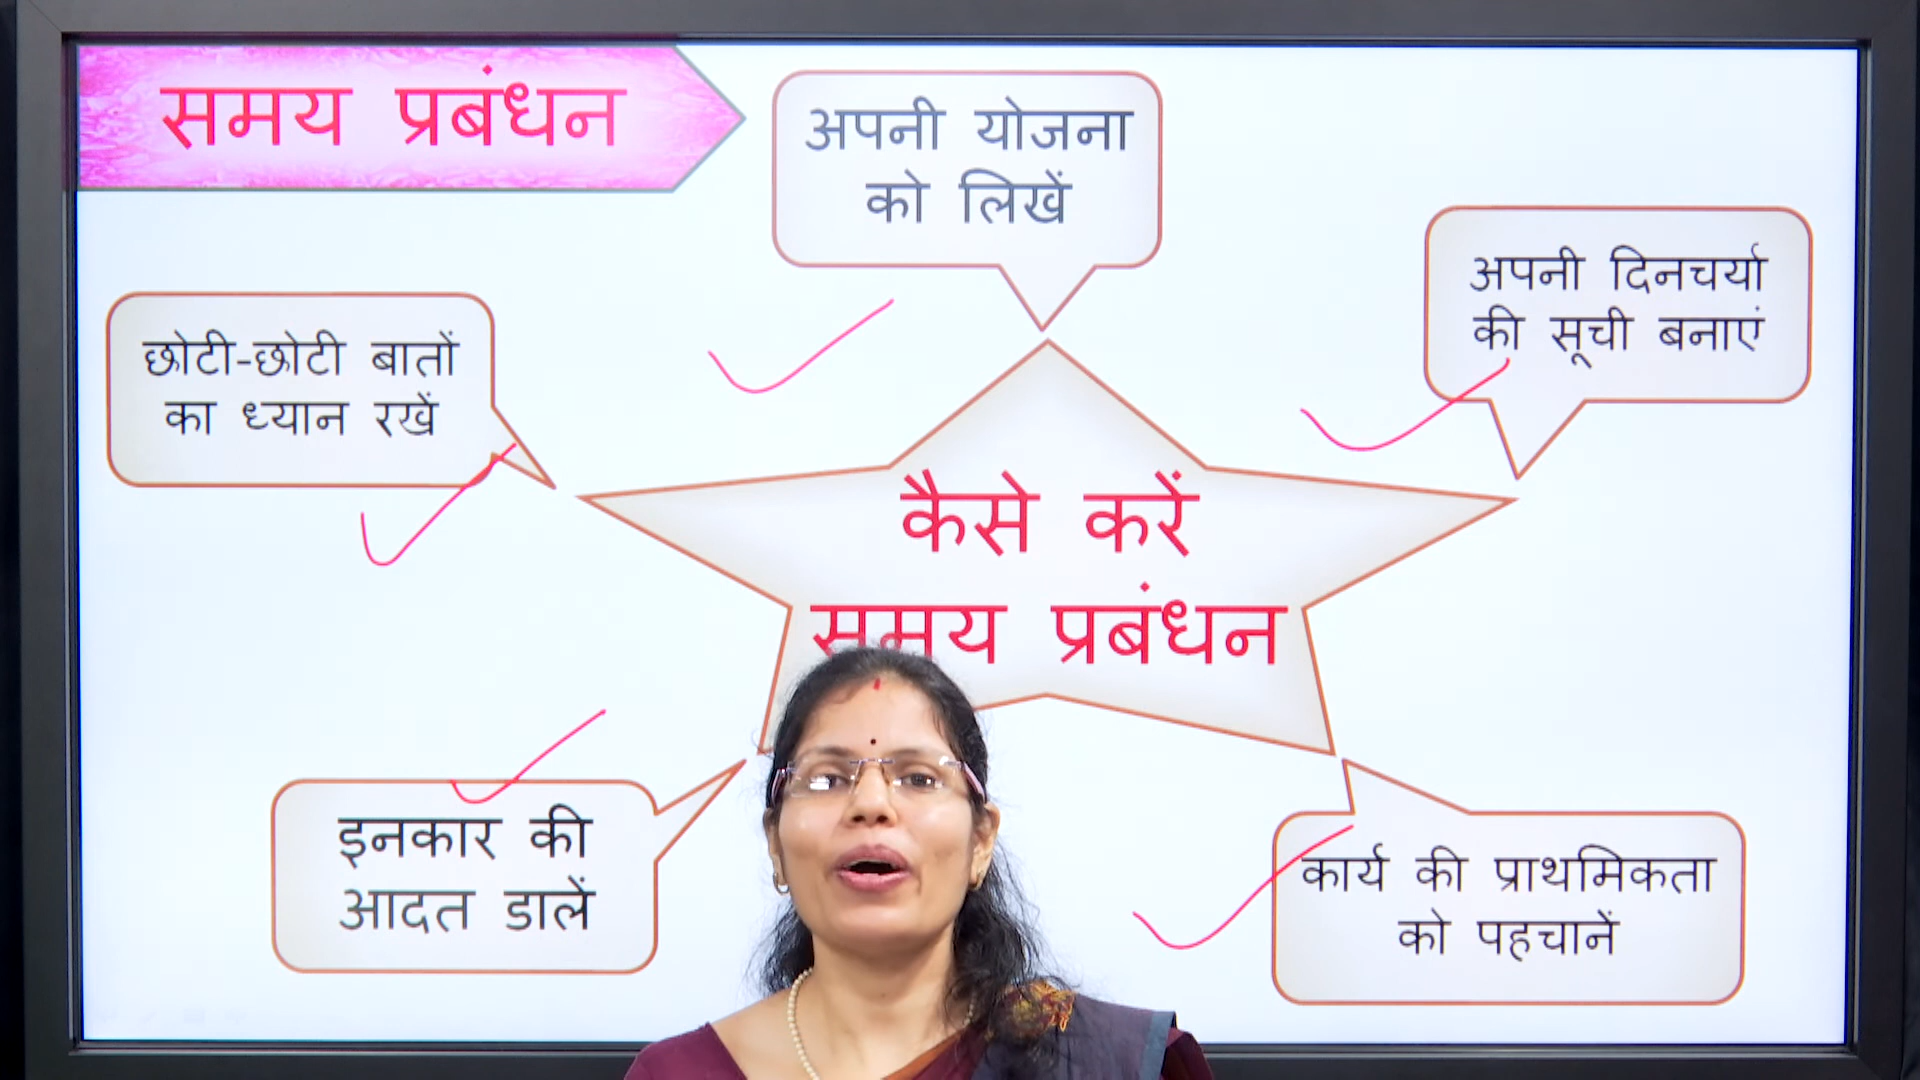 समय प्रबंधन
अपनी योजना
को लिखें
अपनी दिनचर्या
की सूची बनाएं
छोटी-छोटी बातों
का ध्यान रखें
कैसे करें
समय प्रबंधन
इनकार की
आदत डालें
कार्य की प्राथमिकता
को पहचानें